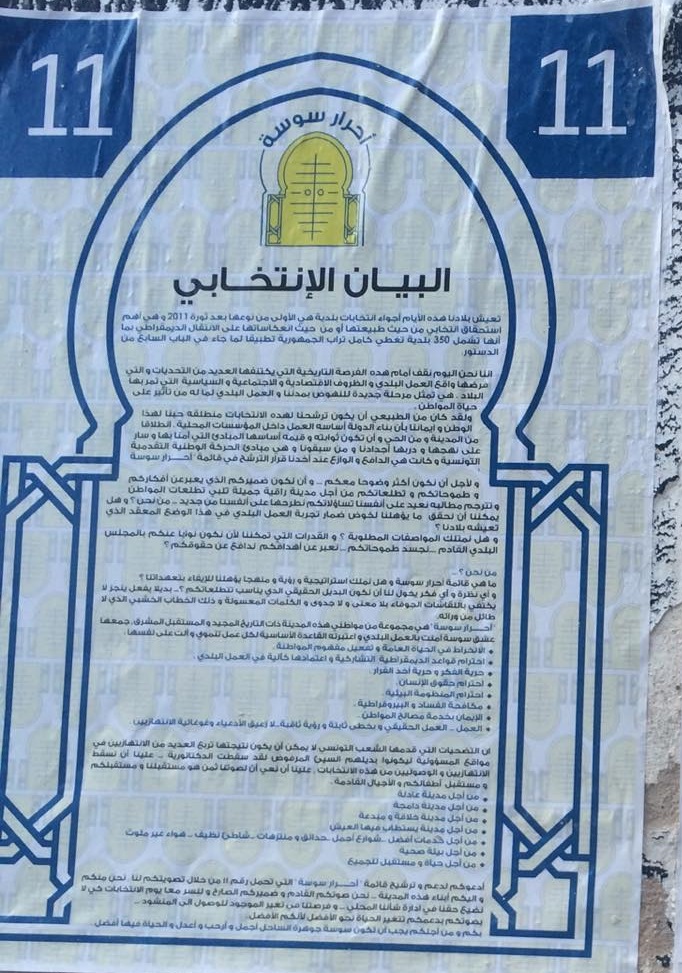 11
11
أحرار سوسة
البيان الإنتخابي
تعيش بلادنا هذه الأيام أجواء انتخابات بلدية هي الأولى من نوعها بعد ثورة 2011 و هي أهم
استحقاق انتخابي من حيث طبيعتها أو من حيث انعكاساتها على الانتقال الديمقراطي بما
أنها تشمل 350 بلدية تغطي كامل تراب الجمهورية تطبيقا لما جاء في الباب السابع من
الدستور
اننا نحن اليوم نقف أمام هذه الفرصة التاريخية التي يكتنفها العديد من التحديات و التي
فرضها واقع العمل البلدي و الظروف الاقتصادية و الاجتماعية و السياسية التي تمر بها
البلاد . هي تمثل مرحلة جديدة للنهوض بمدننا و العمل البلدي لما له من تأثير على
حياة المواطن .
ولقد كان من الطبيعي أن يكون ترشحنا لهذه الانتخابات منطلقه حبنا لهذا
الوطن و إيماننا بأن بناء الدولة أساسه العمل داخل المؤسسات المحلية. انطلاقا
من المدينة و من الحي و أن تكون ثوابته و قيمه أساسها المبادئ التي آمنا بها و سار
على نهجها و دربها أجدادنا و من سبقونا و هي مبادئ الحركة الوطنية التقدمية
التونسية و كانت هي الدافع و الوازع عند أخذنا قرار الترشح في قائمة "أحـــرار سوسة
و لأجل أن نكون أكثر وضوحا معكم ... و أن نكون ضميركم الذي يعبر عن أفكاركم
و طموحاتكم و تطلعاتكم من أجل مدينة راقية جميلة تلبي تطلعات المواطن
و نترجم مطالبه نعيد على أنفسنا تساؤلاتكم نطرحها على أنفسنا من جديد .. من نحن ؟ و هل
يمكننا أن نحقق ما يؤهلنا لخوض غمار تجربة العمل البلدي في هذا الوضع المعقد الذي
تعيشه بلادنا ؟
و هل نمتلك المواصفات المطلوبة ؟ و القدرات التي تمكننا لأن نكون نوابا عنكم بالمجلس
البلدي القادم ...نجسد طموحاتكم... نعبر عن أهدافكم ندافع عن حقوقكم؟
من نحن؟ ..
ما هي قائمة أحرار سوسة و هل نملك استراتيجية و رؤية و منهجا يؤهلنا للإيفاء بتعهداتنا ؟
و أي نظرة و أي فكر يخول لنا أن نكون البديل الحقيقي الذي يناسب تطلعاتكم ؟.. بديلا يفعل ينجز لا
يكتفي باللقاشات الجوفاء بلا معنى و لا جدوى و الكلمات المعسولة و ذلك الخطاب الخشبي الذي لا
طائل من ورائه.
"أحـــرار سوسة" هي مجموعة من مواطني هذه المدينة ذات التاريخ المجيد و المستقبل المشرق. جمعها
عشق سوسة آمنت بالعمل البلدي و اعتبرته القاعدة الأساسية لكل عمل تنموي و آلت على نفسها :
• الانخراط في الحياة العامة و تفعيل مفهوم المواطنة .
• احترام قواعد الديمقراطية التشاركية و اعتمادها كآلية في العمل البلدي .
• حرية الفكر و حرية أخذ القرار .
• احترام حقوق الإنسان .
• احترام المنظومة البيئية .
• مكافحة الفساد و البيروقراطية .
• الإيمان بخدمة مصالح المواطن .
• العمل .. العمل الحقيقي و بخطى ثابتة و رؤية ثاقبة..لا زعيق الأدعياء وغوغائية الانتهازيين
ان التضحيات التي قدمها الشعب التونسي لا يمكن أن يكون نتيجتها تربع العديد من الانتهازيين في
مواقع المسؤولية ليكونوا بديلهم السيئ المرفوض لقد سقطت الدكتاتورية .. علينا أن نسقط
الانتهازيين و الوصوليين من هذه الانتخابات. علينا أن نعي أن لصوتنا ثمن هو مستقبلنا و مستقبلكم
و مستقبل أطفالكم و الأجيال القادمة .
• من أجل مدينة عادلة
• من أجل مدينة دامجة
• من أجل مدينة خلاقة و مبدعة
• من أجل مدينة يستطاب فيها العيش
• من أجل خدمات أفضل ..شوارع أجمل ..حدائق و منتزهات ..شاطئ نظيف .. هواء غير ملوث
• من أجل بيئة صحية
• من أجل حياة و مستقبل للجميع
أدعوكم لدعم و ترشيح قائمة "أحـــرار سوسة" التي تحمل رقم 11 من خلال تصويتكم لنا . نحن منكم
و إليكم أبناء هذه المدينة .. نحن صوتكم القادم و ضميركم الصارخ و لنسر معا يوم الانتخابات كي لا
نضيع حقنا في إدارة شأننا المحلي... و فرصتنا من تغيير الموجود للوصول الى المنشود ...
بصوتكم بدعمكم تتغير الحياة نحو الأفضل لأنكم الأفضل.
بكم و من أجلكم يجب أن تكون سوسة جوهرة الساحل أجمل و أرحب و أعدل و الحياة فيها أفضل.